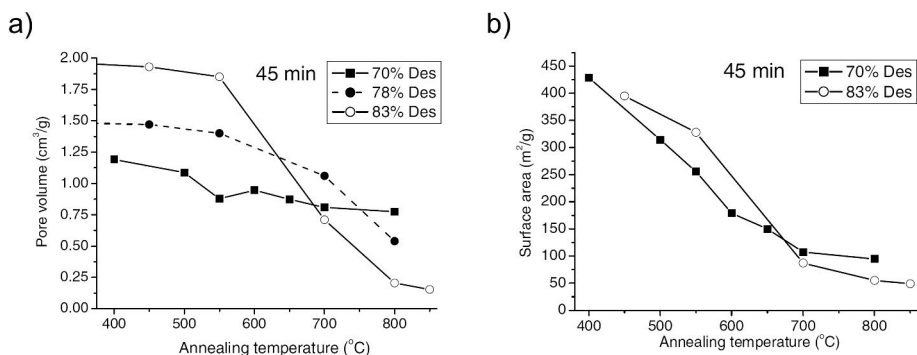 a)
45 min
70% Des
78% Des
83% Des
Pore volume (cm³/g)
2.00
1.75
1.50
1.25
1.00
0.75
0.50
0.25
0.00
400 500 600 700 800
Annealing temperature (°C)
b)
45 min
70% Des
83% Des
Surface area (m²/g)
450
400
350
300
250
200
150
100
50
0
400 500 600 700 800
Annealing temperature (°C)